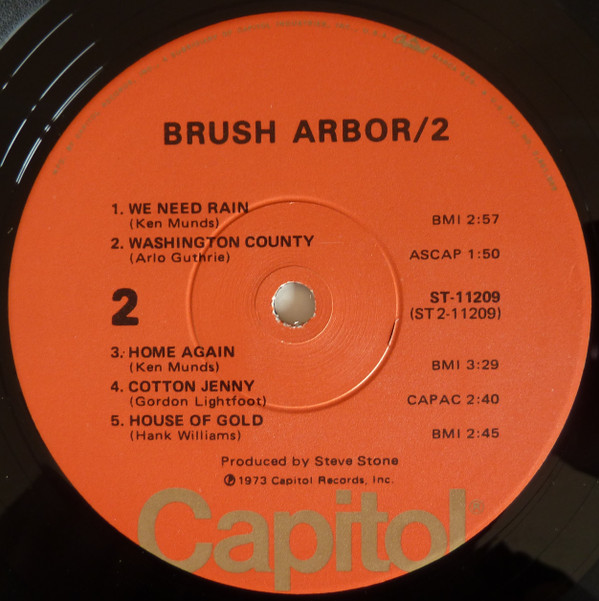 BRUSH ARBOR/2
1. WE NEED RAIN
(Ken Munds) BMI 2:57
2. WASHINGTON COUNTY
(Arlo Guthrie) ASCAP 1:50
2 ST-11209
(ST2-11209)
3. HOME AGAIN
(Ken Munds) BMI 3:29
4. COTTON JENNY
(Gordon Lightfoot) CAPAC 2:40
5. HOUSE OF GOLD
(Hank Williams) BMI 2:45
Produced by Steve Stone
℗1973 Capitol Records, Inc.
Capitol®